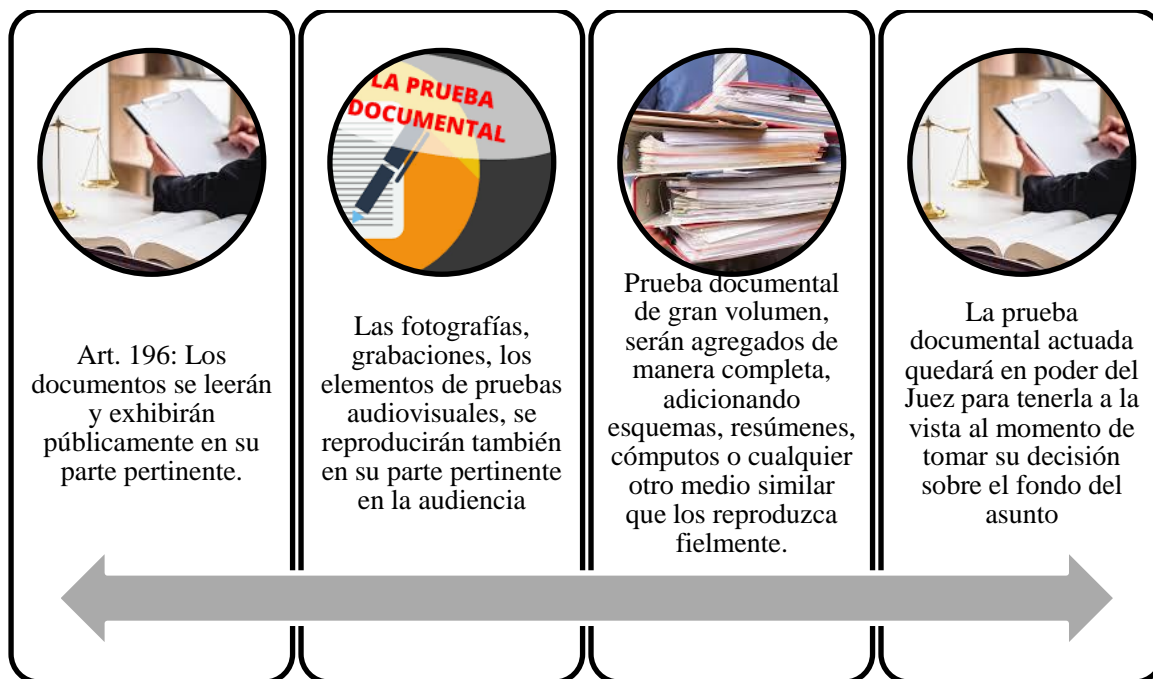 Art. 196: Los
documentos se leerán
y exhibirán
públicamente en su
parte pertinente.
LA PRUEBA
DOCUMENTAL
Las fotografías,
grabaciones, los
elementos de pruebas
audiovisuales, se
reproducirán también
en su parte pertinente
en la audiencia
Prueba documental
de gran volumen,
serán agregados de
manera completa,
adicionando
esquemas, resúmenes,
cómputos o cualquier
otro medio similar
que los reproduzca
fielmente.
La prueba
documental actuada
quedará en poder del
Juez para tenerla a la
vista al momento de
tomar su decisión
sobre el fondo del
asunto